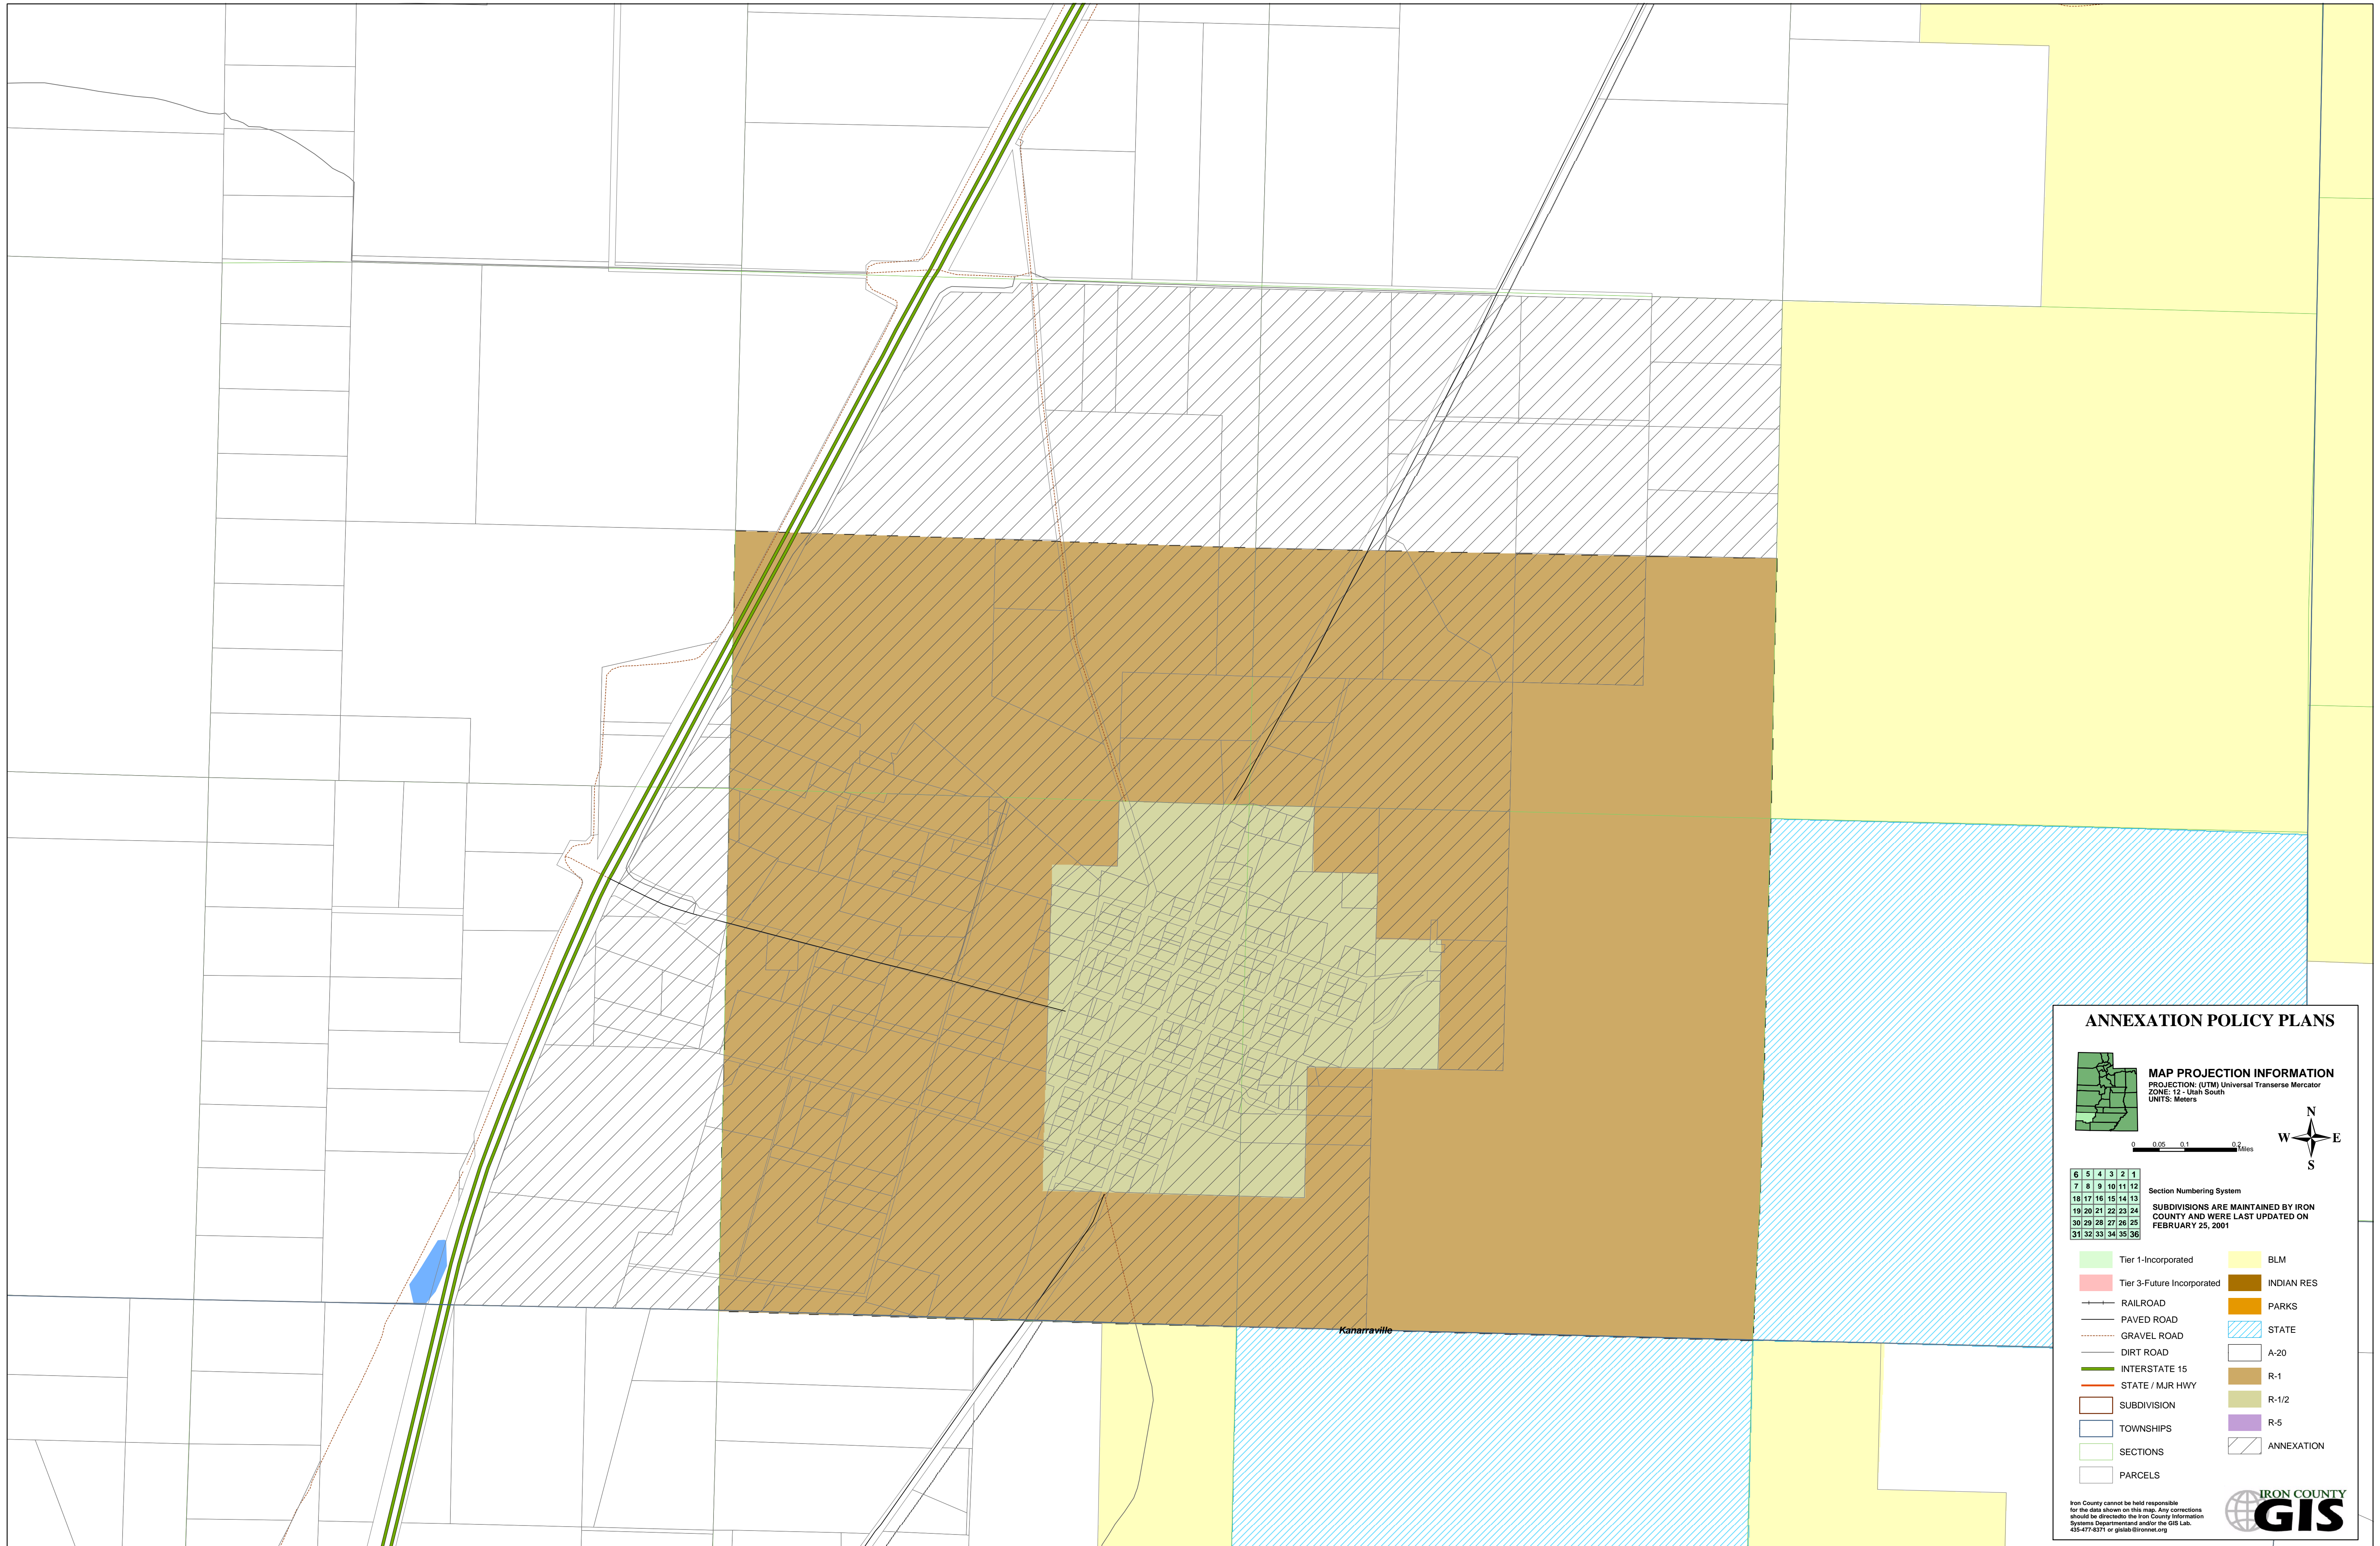 Kanarraville
ANNEXATION POLICY PLANS
MAP PROJECTION INFORMATION
PROJECTION: (UTM) Universal Transerse Mercator
ZONE: 12 - Utah South
UNITS: Meters
N
W E
S
0 0.05 0.1 0.2
Miles
6 5 4 3 2 1
7 8 9 10 11 12
18 17 16 15 14 13
19 20 21 22 23 24
30 29 28 27 26 25
31 32 33 34 35 36
Section Numbering System
SUBDIVISIONS ARE MAINTAINED BY IRON
COUNTY AND WERE LAST UPDATED ON
FEBRUARY 25, 2001
Tier 1-Incorporated
Tier 3-Future Incorporated
RAILROAD
PAVED ROAD
GRAVEL ROAD
DIRT ROAD
INTERSTATE 15
STATE / MJR HWY
SUBDIVISION
TOWNSHIPS
SECTIONS
PARCELS
BLM
INDIAN RES
PARKS
STATE
A-20
R-1
R-1/2
R-5
ANNEXATION
Iron County cannot be held responsible
for the data shown on this map. Any corrections
should be directedto the Iron County Information
Systems Departmentand and/or the GIS Lab.
435-477-8371 or gislab@ironnet.org
IRON COUNTY
GIS